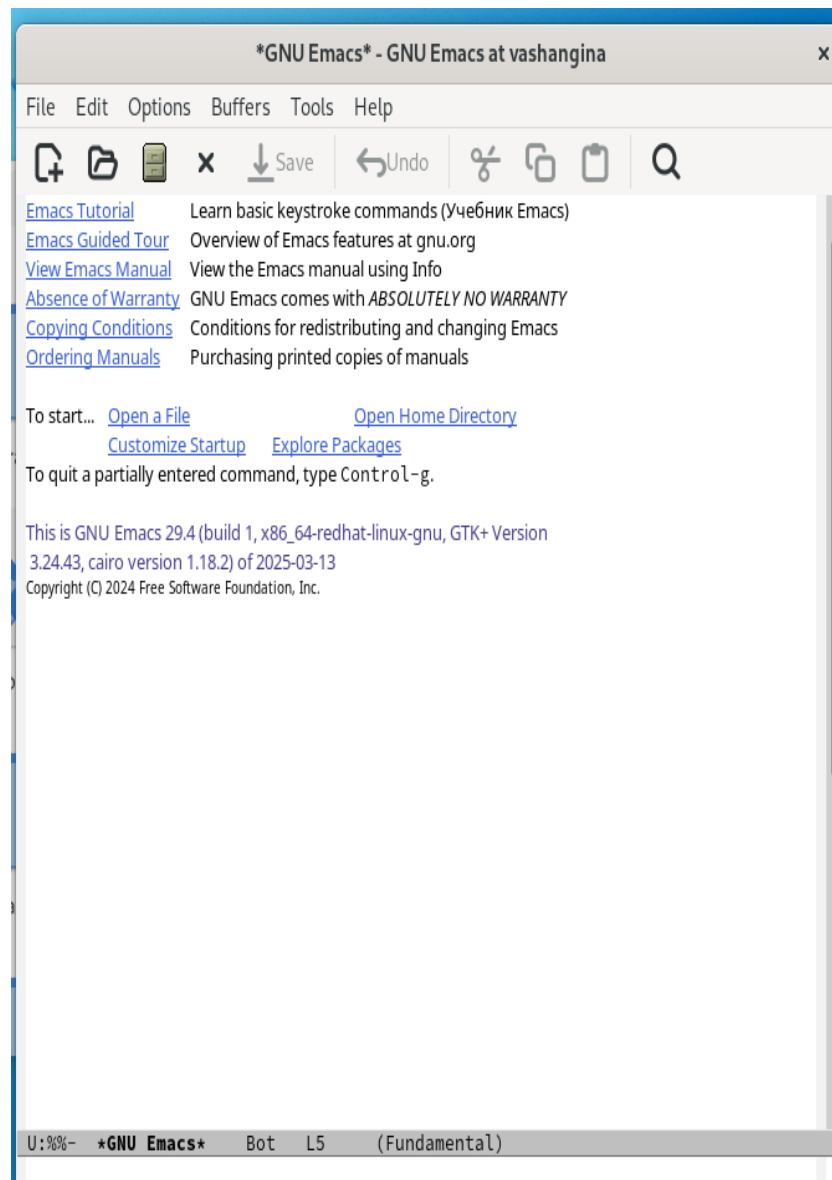 *GNU Emacs* - GNU Emacs at vashangina
File Edit Options Buffers Tools Help
Save Undo
Emacs Tutorial Learn basic keystroke commands (Учебник Emacs)
Emacs Guided Tour Overview of Emacs features at gnu.org
View Emacs Manual View the Emacs manual using Info
Absence of Warranty GNU Emacs comes with ABSOLUTELY NO WARRANTY
Copying Conditions Conditions for redistributing and changing Emacs
Ordering Manuals Purchasing printed copies of manuals
To start... Open a File Open Home Directory
Customize Startup Explore Packages
To quit a partially entered command, type Control-g.
This is GNU Emacs 29.4 (build 1, x86_64-redhat-linux-gnu, GTK+ Version
3.24.43, cairo version 1.18.2) of 2025-03-13
Copyright (C) 2024 Free Software Foundation, Inc.
U:%%- *GNU Emacs* Bot L5 (Fundamental)